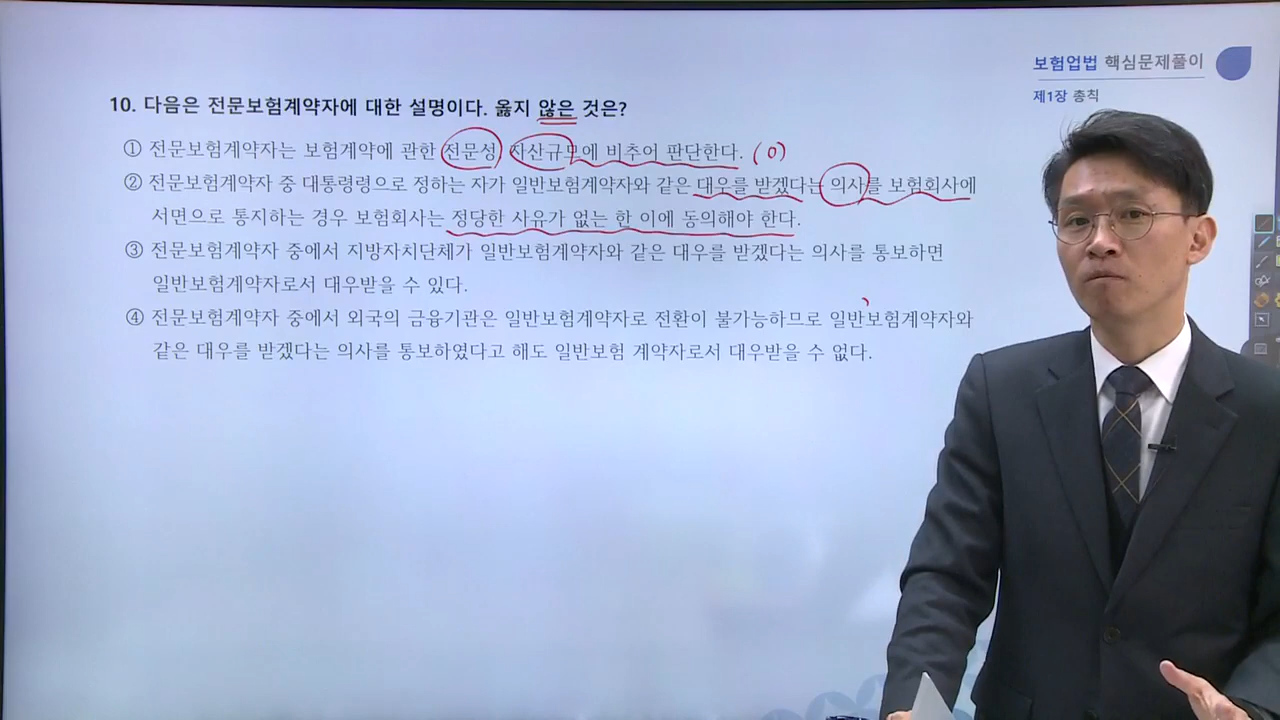 보험업법 핵심문제풀이
제1장 총칙
10. 다음은 전문보험계약자에 대한 설명이다. 옳지 않은 것은?
① 전문보험계약자는 보험계약에 관한 전문성, 자산규모에 비추어 판단한다. (O)
② 전문보험계약자 중 대통령령으로 정하는 자가 일반보험계약자와 같은 대우를 받겠다는 의사를 보험회사에
서면으로 통지하는 경우 보험회사는 정당한 사유가 없는 한 이에 동의해야 한다.
③ 전문보험계약자 중에서 지방자치단체가 일반보험계약자와 같은 대우를 받겠다는 의사를 통보하면
일반보험계약자로서 대우받을 수 있다.
④ 전문보험계약자 중에서 외국의 금융기관은 일반보험계약자로 전환이 불가능하므로 일반보험계약자와
같은 대우를 받겠다는 의사를 통보하였다고 해도 일반보험 계약자로서 대우받을 수 없다.